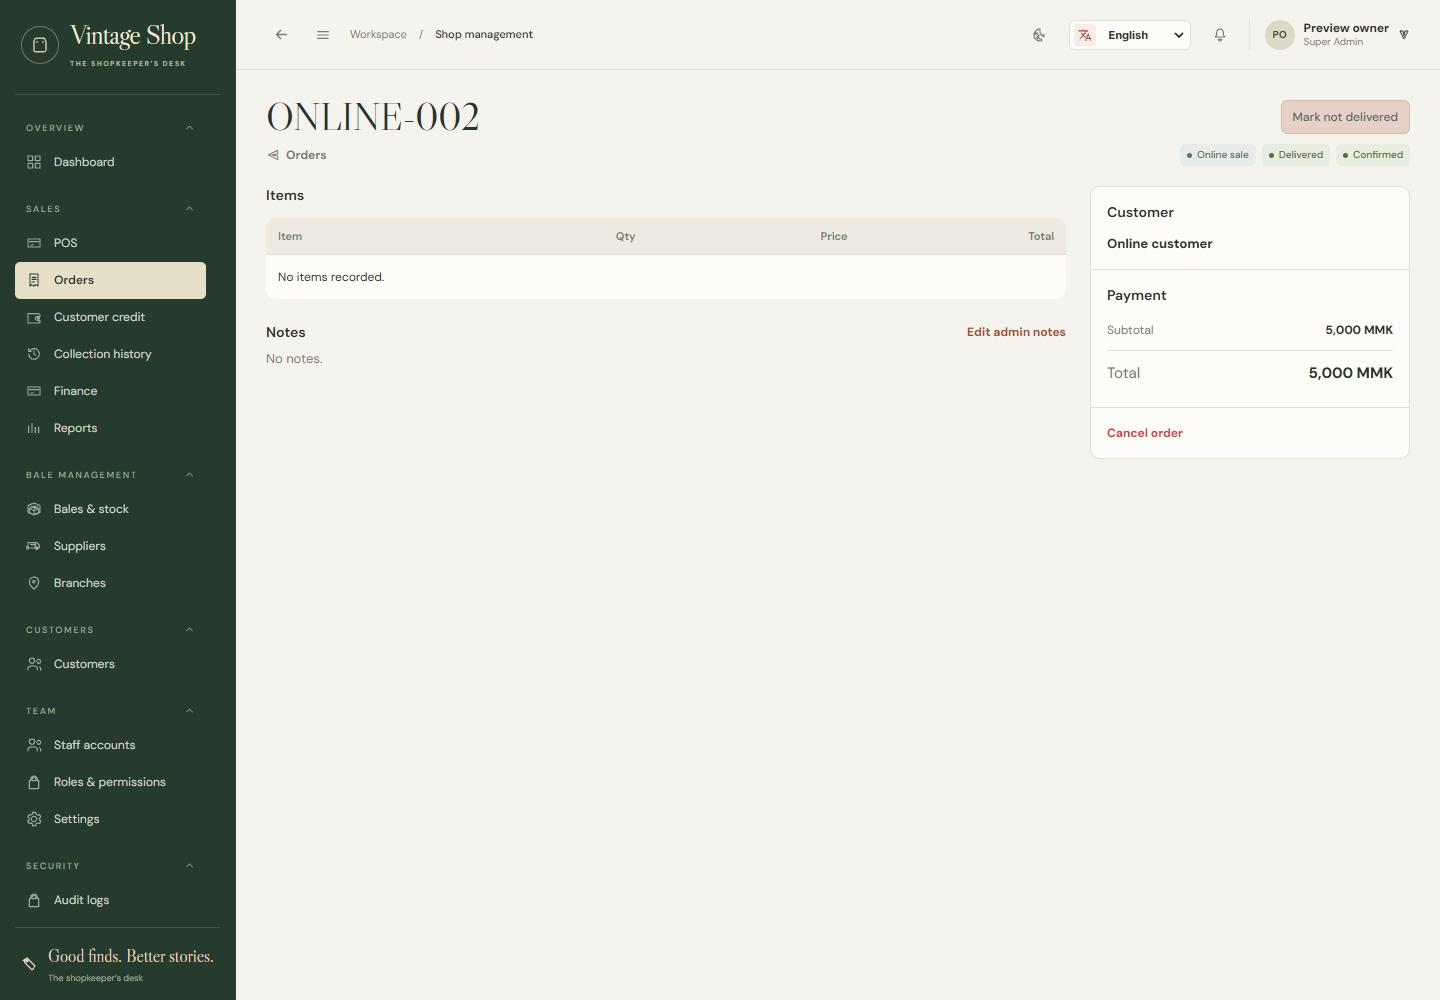 Vintage Shop
THE SHOPKEEPER'S DESK
OVERVIEW
Dashboard
SALES
POS
Orders
Customer credit
Collection history
Finance
Reports
BALE MANAGEMENT
Bales & stock
Suppliers
Branches
CUSTOMERS
Customers
TEAM
Staff accounts
Roles & permissions
Settings
SECURITY
Audit logs
Good finds. Better stories.
The shopkeeper's desk
Workspace / Shop management
English
PO
Preview owner
Super Admin
ONLINE-002
Mark not delivered
Orders
Online sale
Delivered
Confirmed
Items
Item Qty Price Total
No items recorded.
Notes
Edit admin notes
No notes.
Customer
Online customer
Payment
Subtotal 5,000 MMK
Total 5,000 MMK
Cancel order